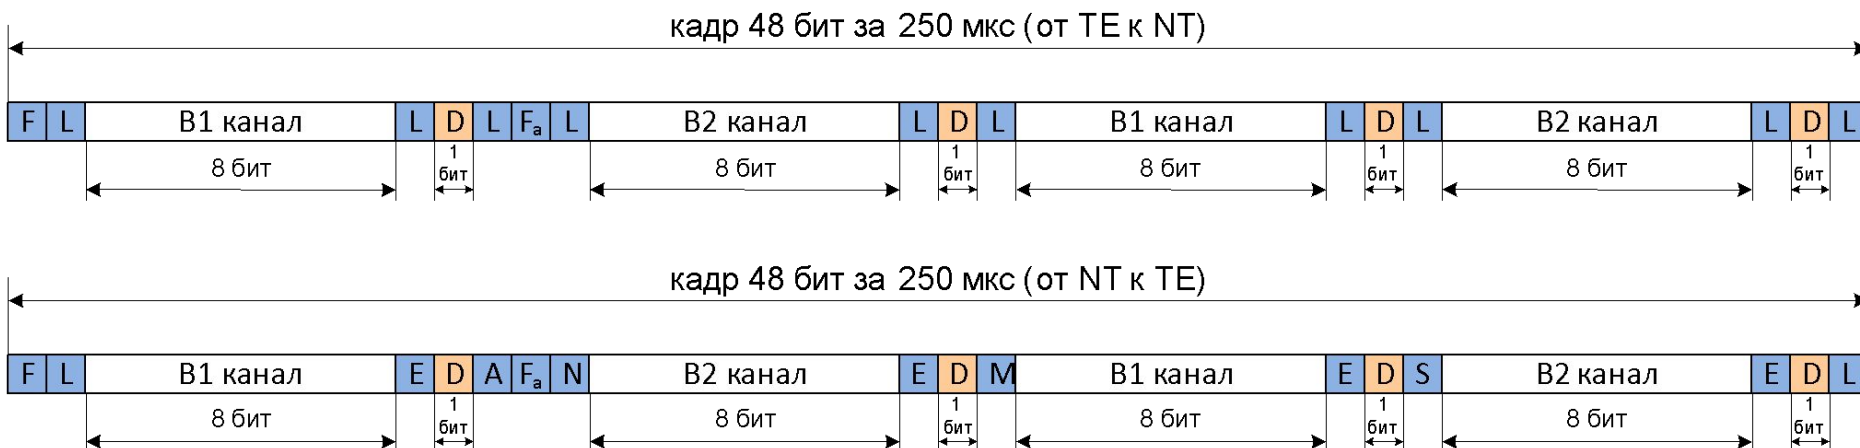 кадр 48 бит за 250 мкс (от TE к NT)
F L B1 канал L D L Fa L B2 канал L D L B1 канал L D L B2 канал L D L
8 бит 1 бит 8 бит 1 бит 8 бит 1 бит 8 бит 1 бит
кадр 48 бит за 250 мкс (от NT к TE)
F L B1 канал E D A Fa N B2 канал E D M B1 канал E D S B2 канал E D L
8 бит 1 бит 8 бит 1 бит 8 бит 1 бит 8 бит 1 бит